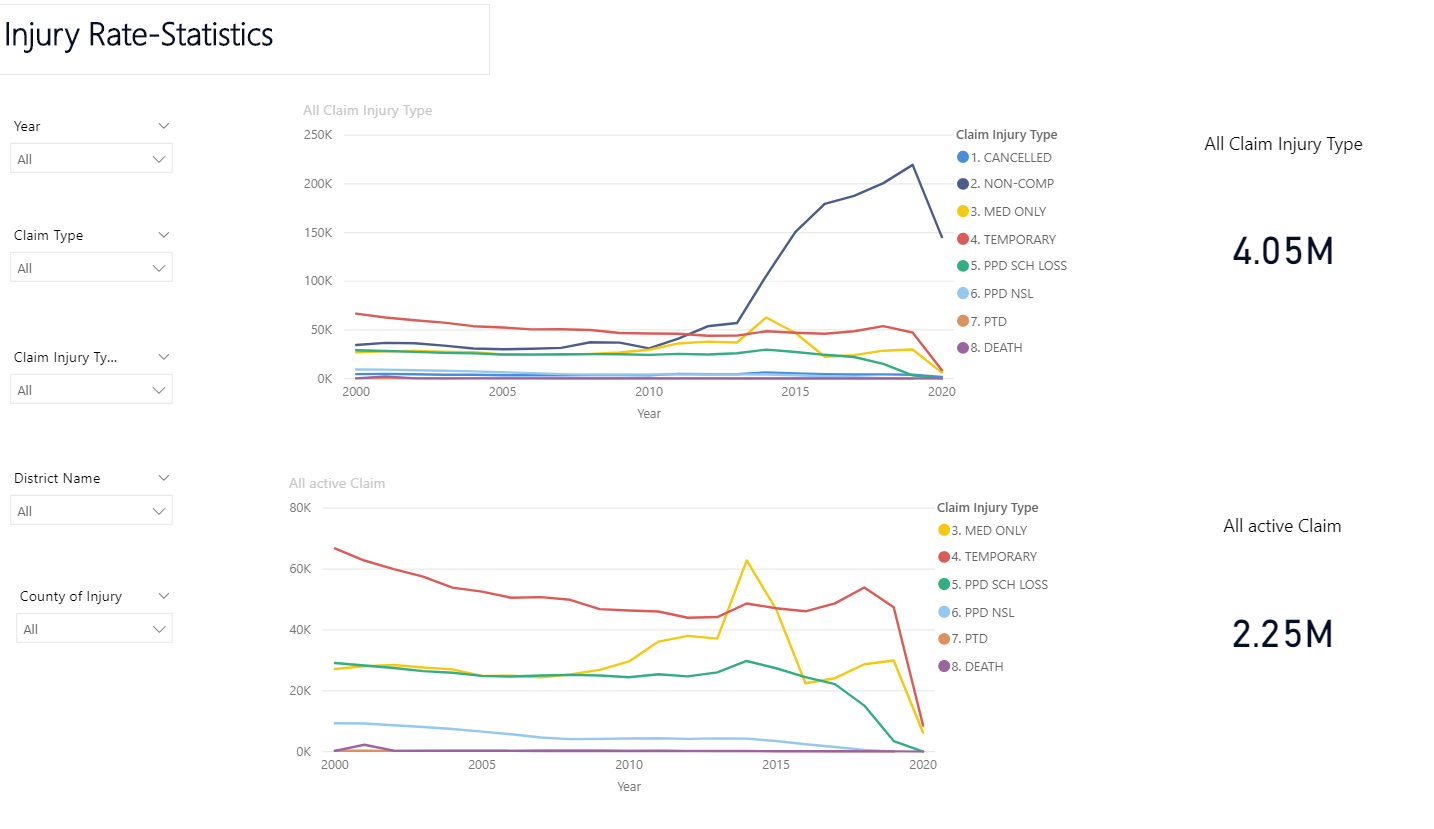 Injury Rate-Statistics
Year
All
Claim Type
All
Claim Injury Ty...
All
District Name
All
County of Injury
All
All Claim Injury Type
250K
200K
150K
100K
50K
0K
2000 2005 2010 2015 2020
Year
Claim Injury Type
1. CANCELLED
2. NON-COMP
3. MED ONLY
4. TEMPORARY
5. PPD SCH LOSS
6. PPD NSL
7. PTD
8. DEATH
All Claim Injury Type
4.05M
All active Claim
80K
60K
40K
20K
0K
2000 2005 2010 2015 2020
Year
Claim Injury Type
3. MED ONLY
4. TEMPORARY
5. PPD SCH LOSS
6. PPD NSL
7. PTD
8. DEATH
All active Claim
2.25M